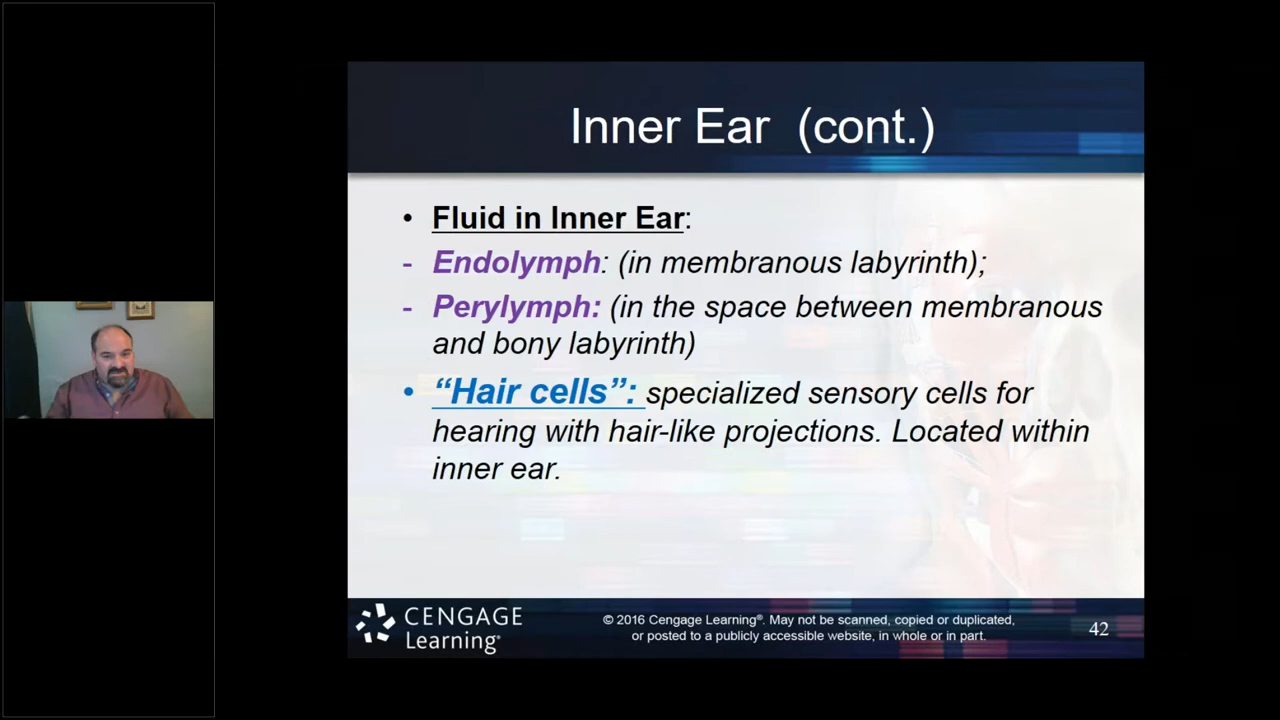 Inner Ear (cont.)
• Fluid in Inner Ear:
- Endolymph: (in membranous labyrinth);
- Perylymph: (in the space between membranous
and bony labyrinth)
• “Hair cells”: specialized sensory cells for
hearing with hair-like projections. Located within
inner ear.
CENGAGE
Learning®
© 2016 Cengage Learning®. May not be scanned, copied or duplicated,
or posted to a publicly accessible website, in whole or in part.
42